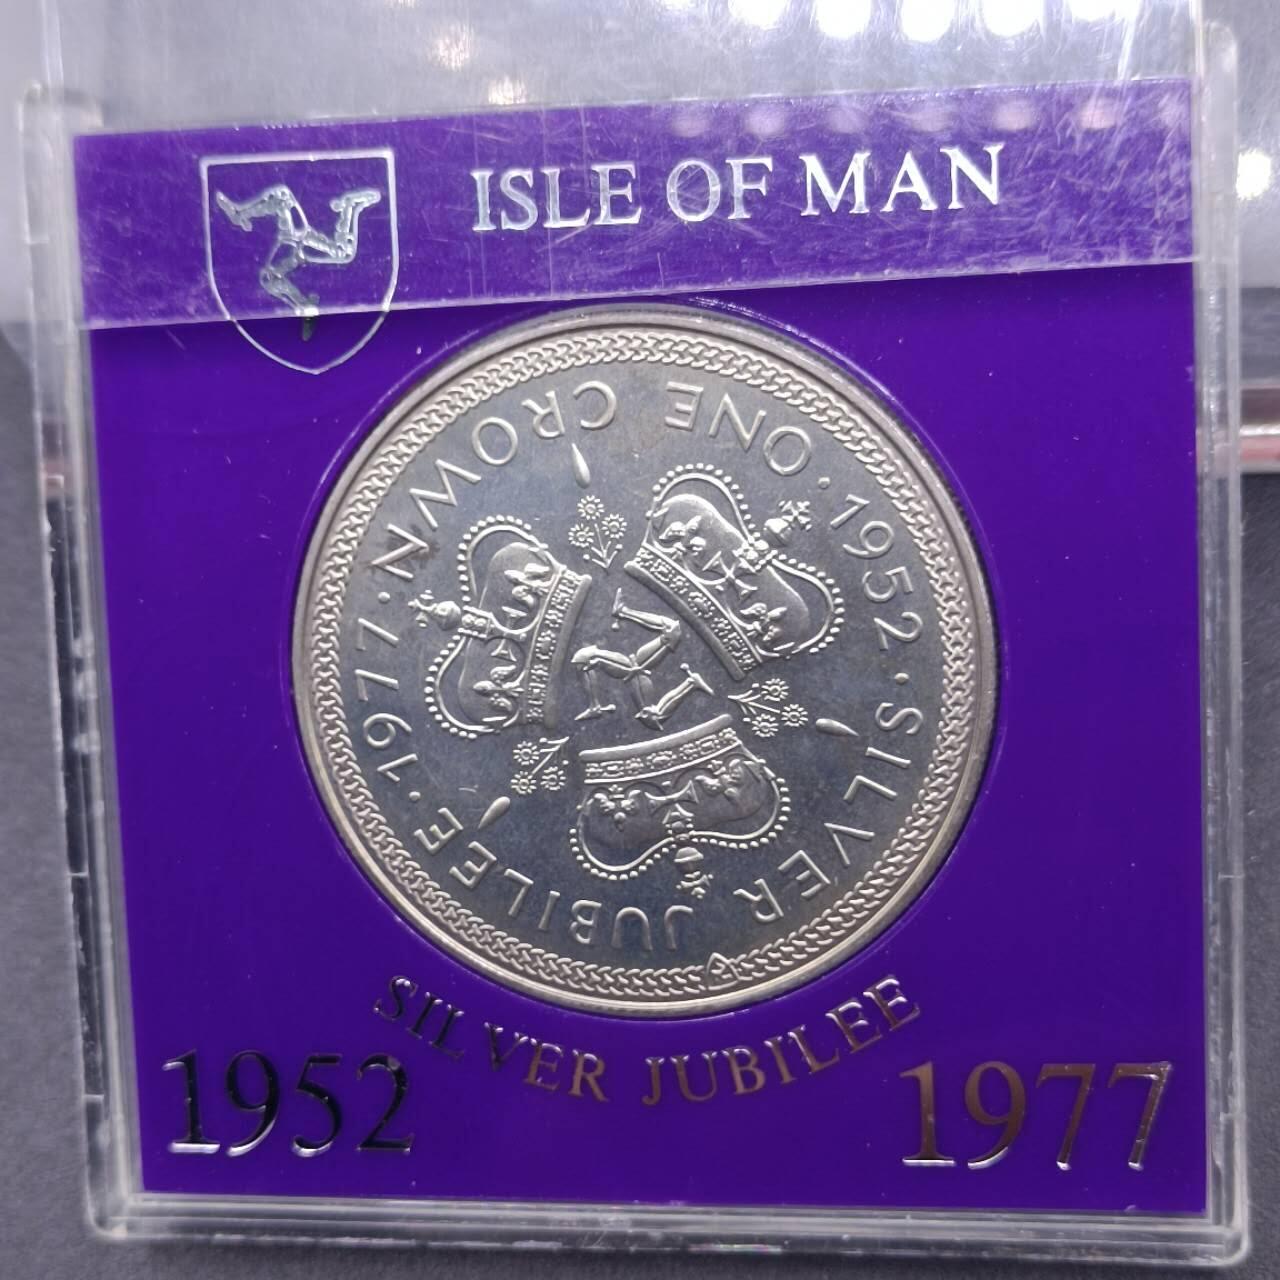 ISLE OF MAN
ONE CROWN · 1952 · SILVER JUBILEE · 1977 ·
SILVER JUBILEE
1952 1977